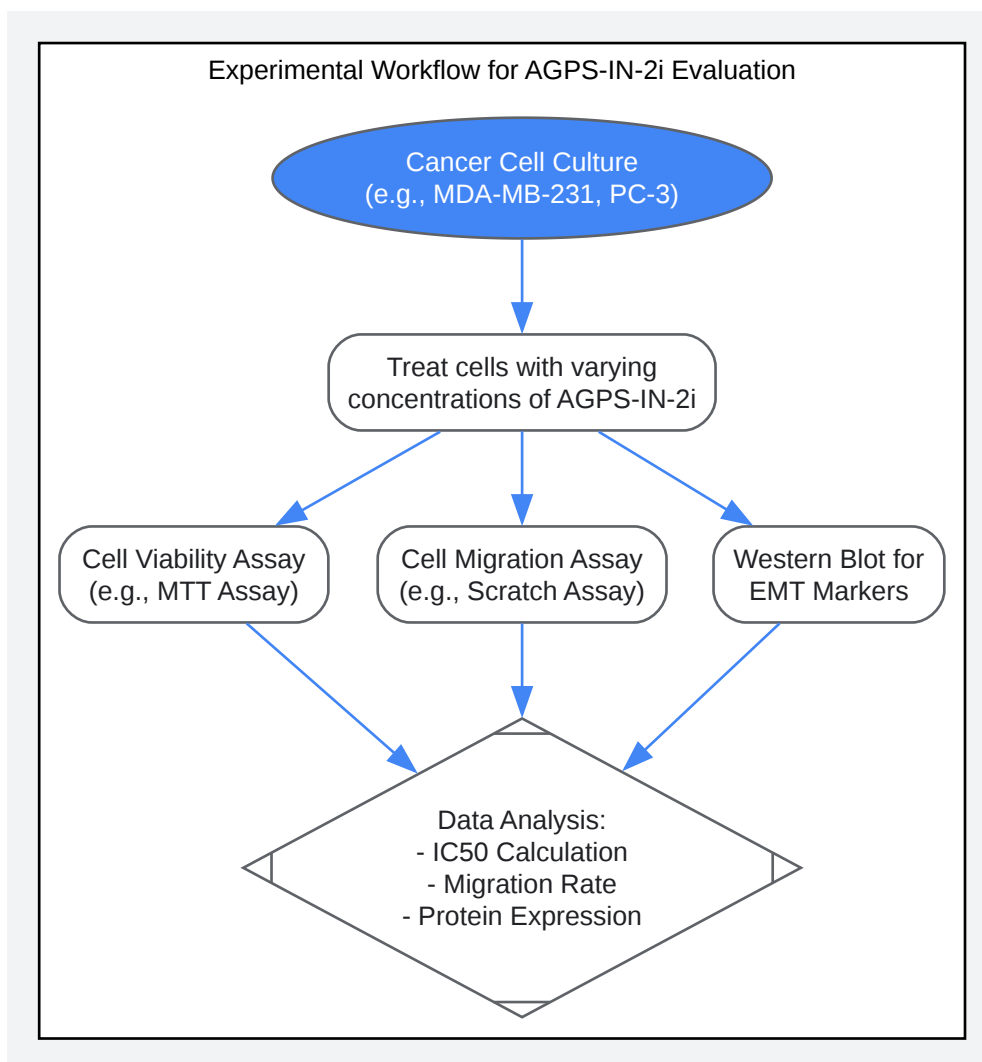 Experimental Workflow for AGPS-IN-2i Evaluation
Cancer Cell Culture
(e.g., MDA-MB-231, PC-3)
Treat cells with varying
concentrations of AGPS-IN-2i
Cell Viability Assay
(e.g., MTT Assay)
Cell Migration Assay
(e.g., Scratch Assay)
Western Blot for
EMT Markers
Data Analysis:
- IC50 Calculation
- Migration Rate
- Protein Expression